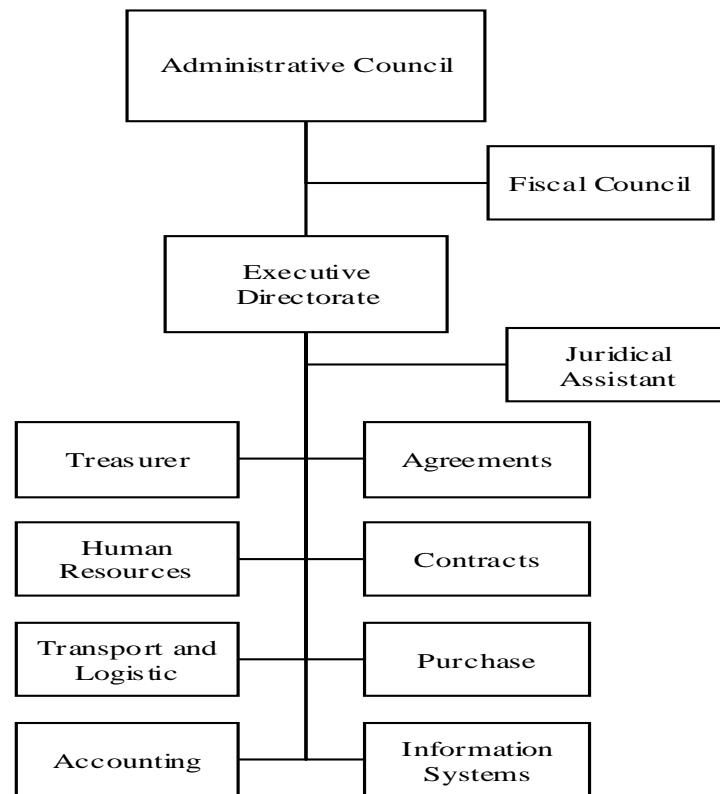 Administrative Council
Fiscal Council
Executive
Directorate
Juridical
Assistant
Treasurer
Agreements
Human
Resources
Contracts
Transport and
Logistic
Purchase
Accounting
Information
Systems